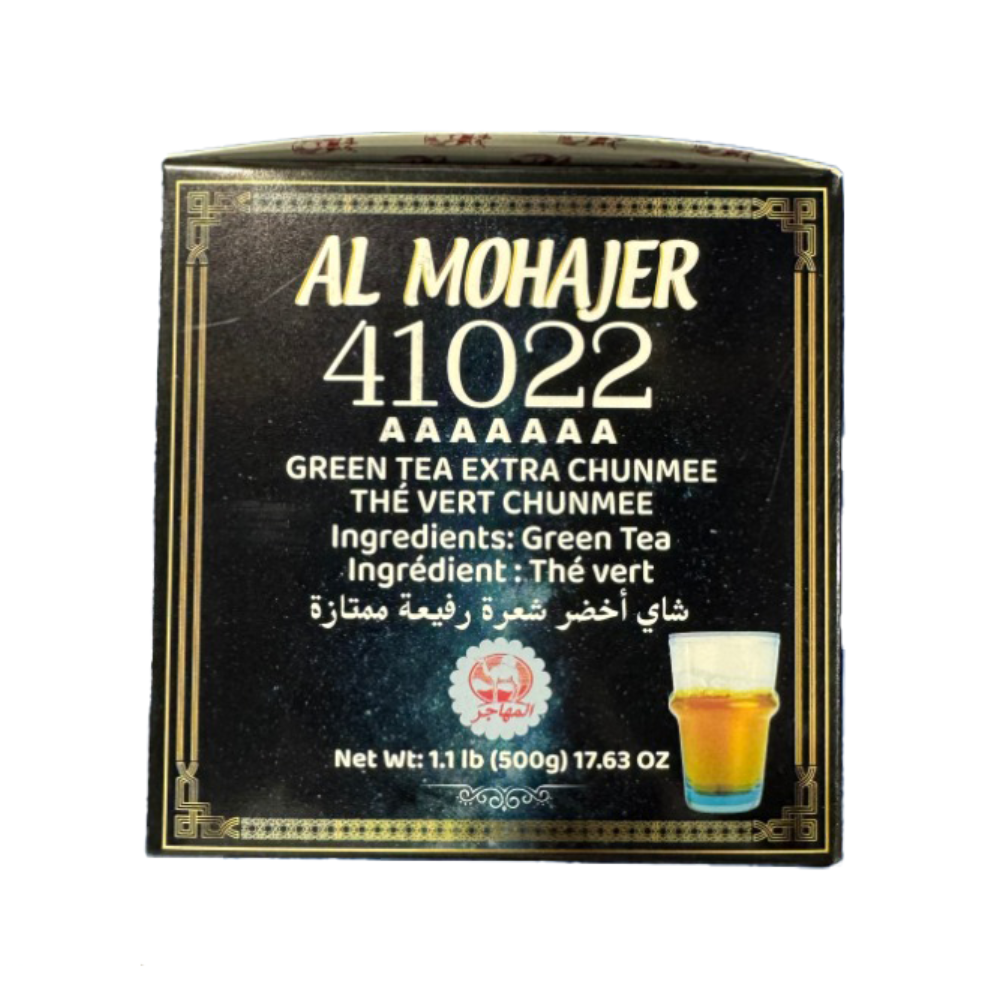 AL MOHAJER
41022
A A A A A A A
GREEN TEA EXTRA CHUNMEE
THÉ VERT CHUNMEE
Ingredients: Green Tea
Ingrédient : Thé vert
شاي أخضر شعرة رفيعة ممتازة
المهاجر
Net Wt: 1.1 lb (500g) 17.63 OZ